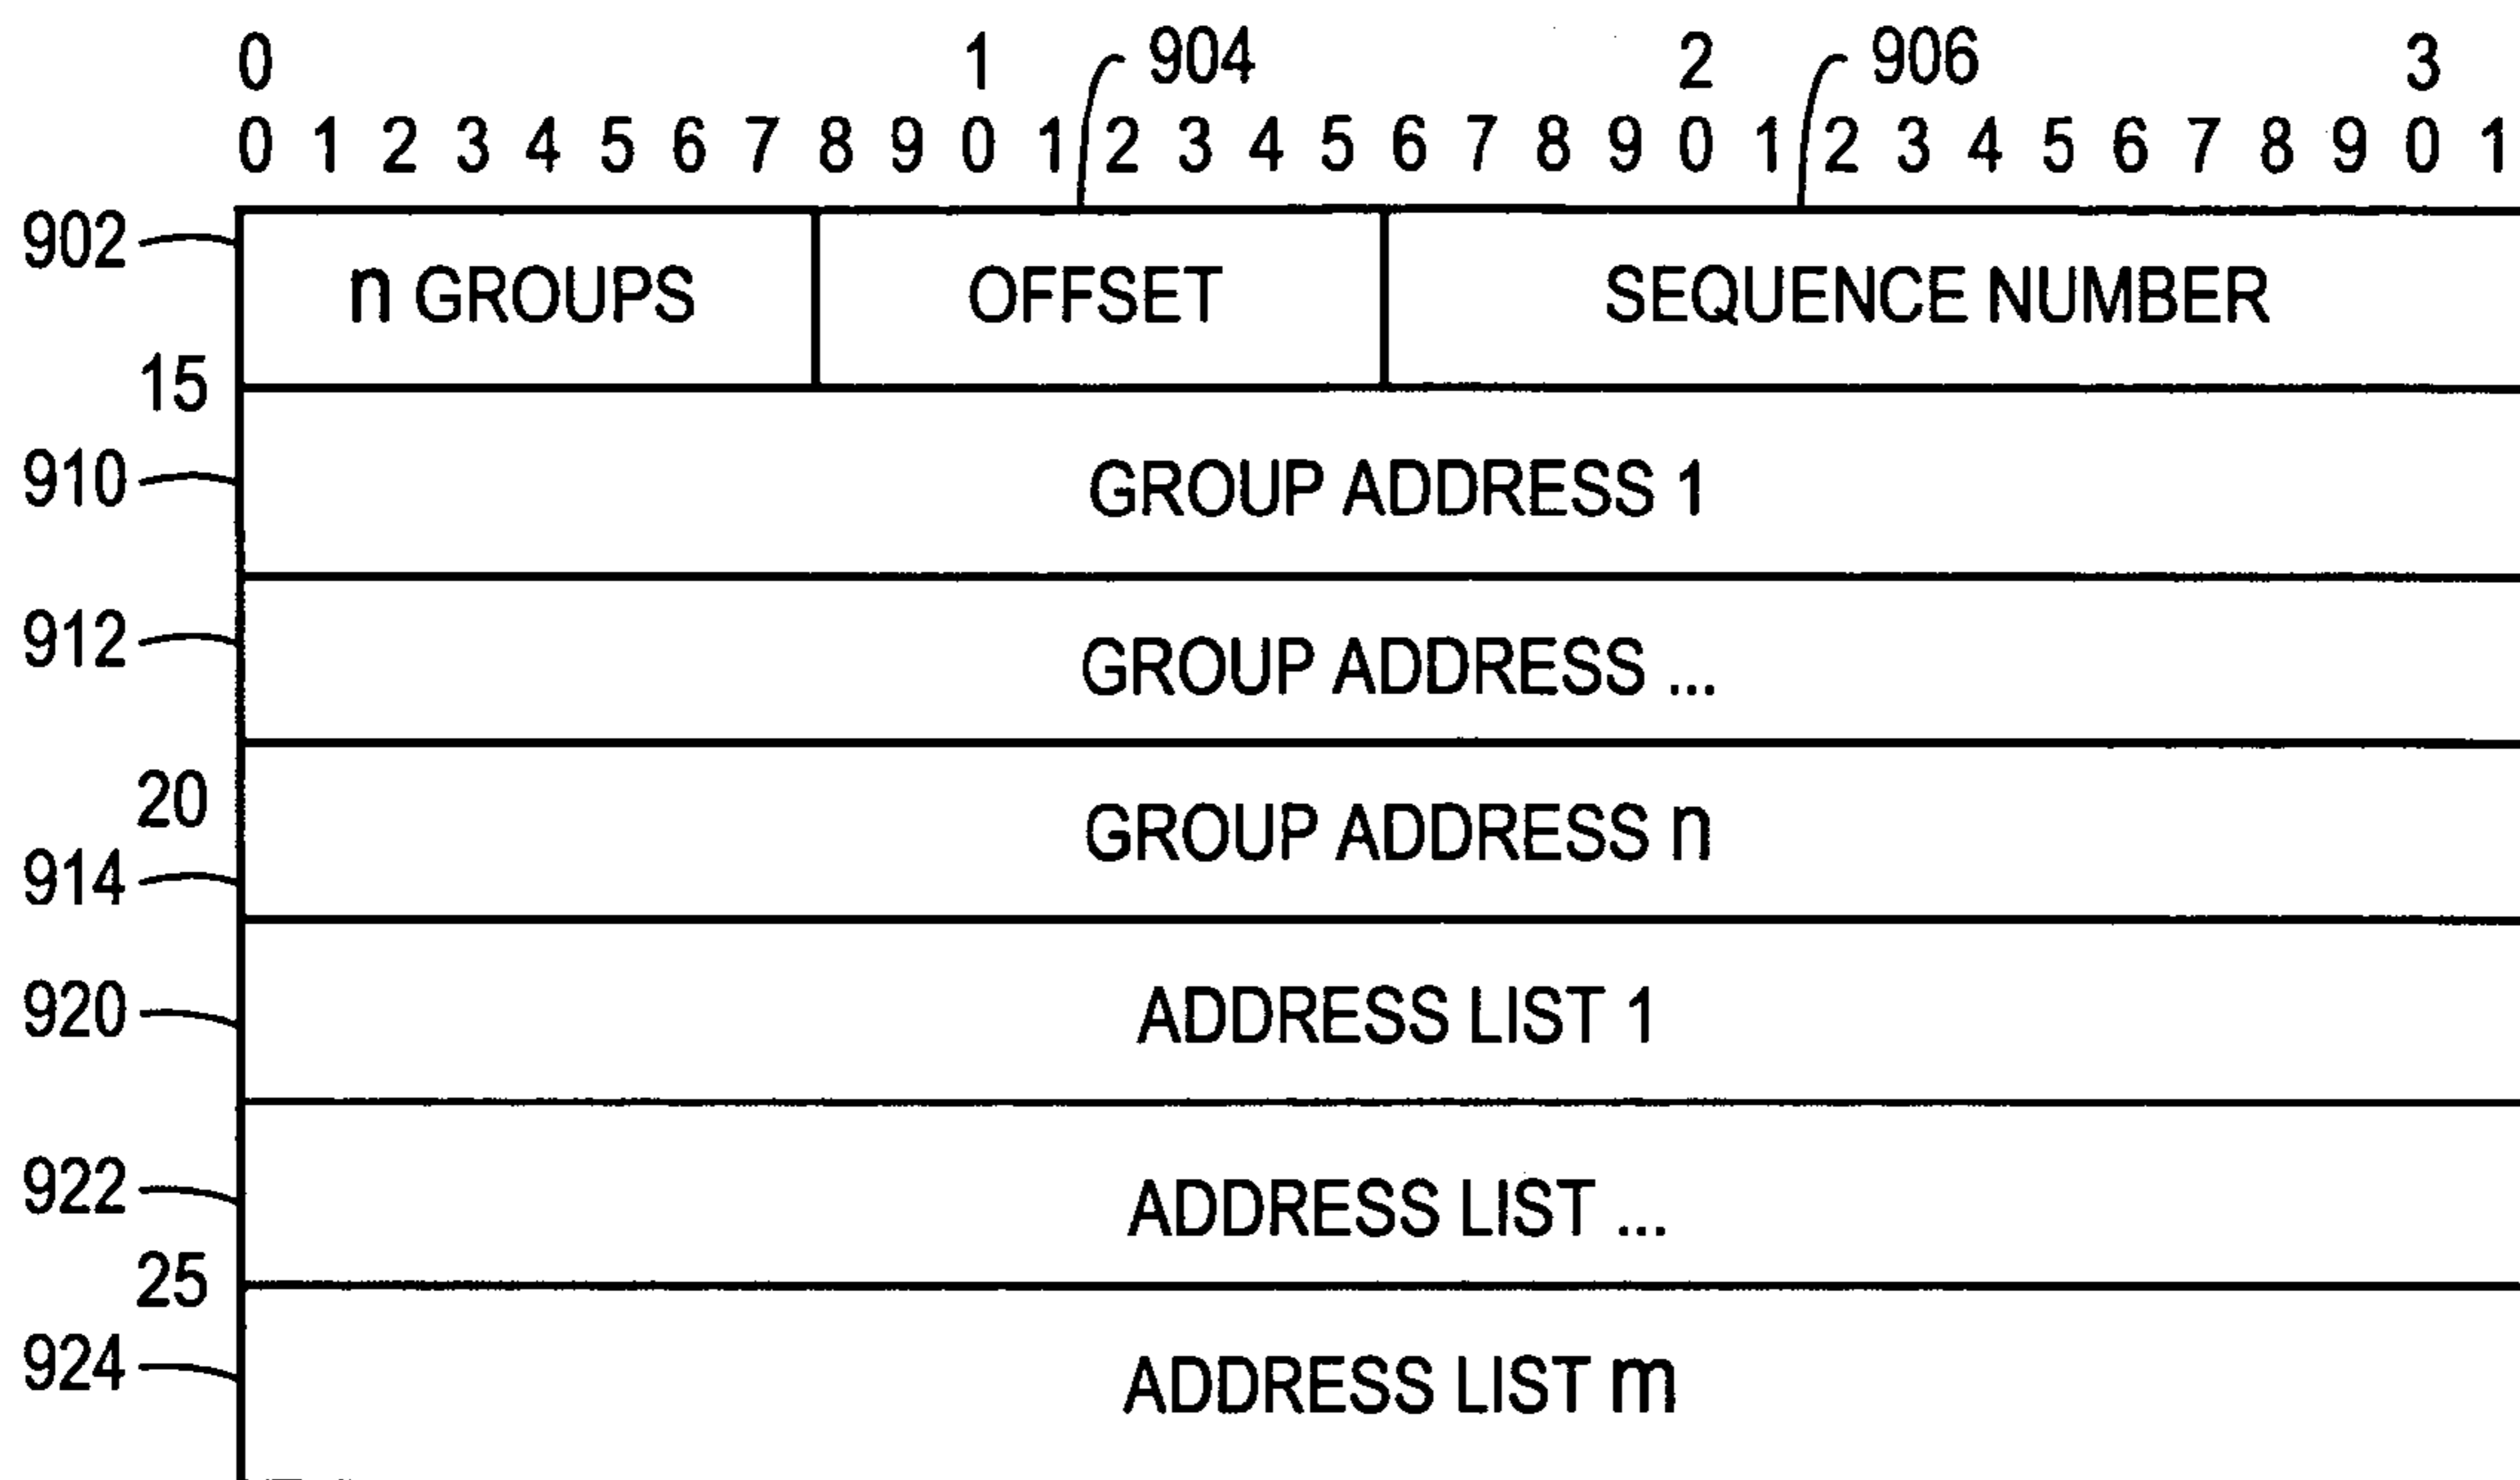 0 1 904 2 906 3
0 1 2 3 4 5 6 7 8 9 0 1 2 3 4 5 6 7 8 9 0 1 2 3 4 5 6 7 8 9 0 1
902 n GROUPS OFFSET SEQUENCE NUMBER
15
910 GROUP ADDRESS 1
912 GROUP ADDRESS ...
20
GROUP ADDRESS n
914
920 ADDRESS LIST 1
922 ADDRESS LIST ...
25
924 ADDRESS LIST m